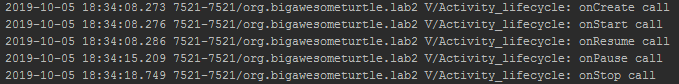 2019-10-05 18:34:08.273 7521-7521/org.bigawesometurtle.lab2 V/Activity_lifecycle: onCreate call
2019-10-05 18:34:08.276 7521-7521/org.bigawesometurtle.lab2 V/Activity_lifecycle: onStart call
2019-10-05 18:34:08.286 7521-7521/org.bigawesometurtle.lab2 V/Activity_lifecycle: onResume call
2019-10-05 18:34:15.209 7521-7521/org.bigawesometurtle.lab2 V/Activity_lifecycle: onPause call
2019-10-05 18:34:18.749 7521-7521/org.bigawesometurtle.lab2 V/Activity_lifecycle: onStop call